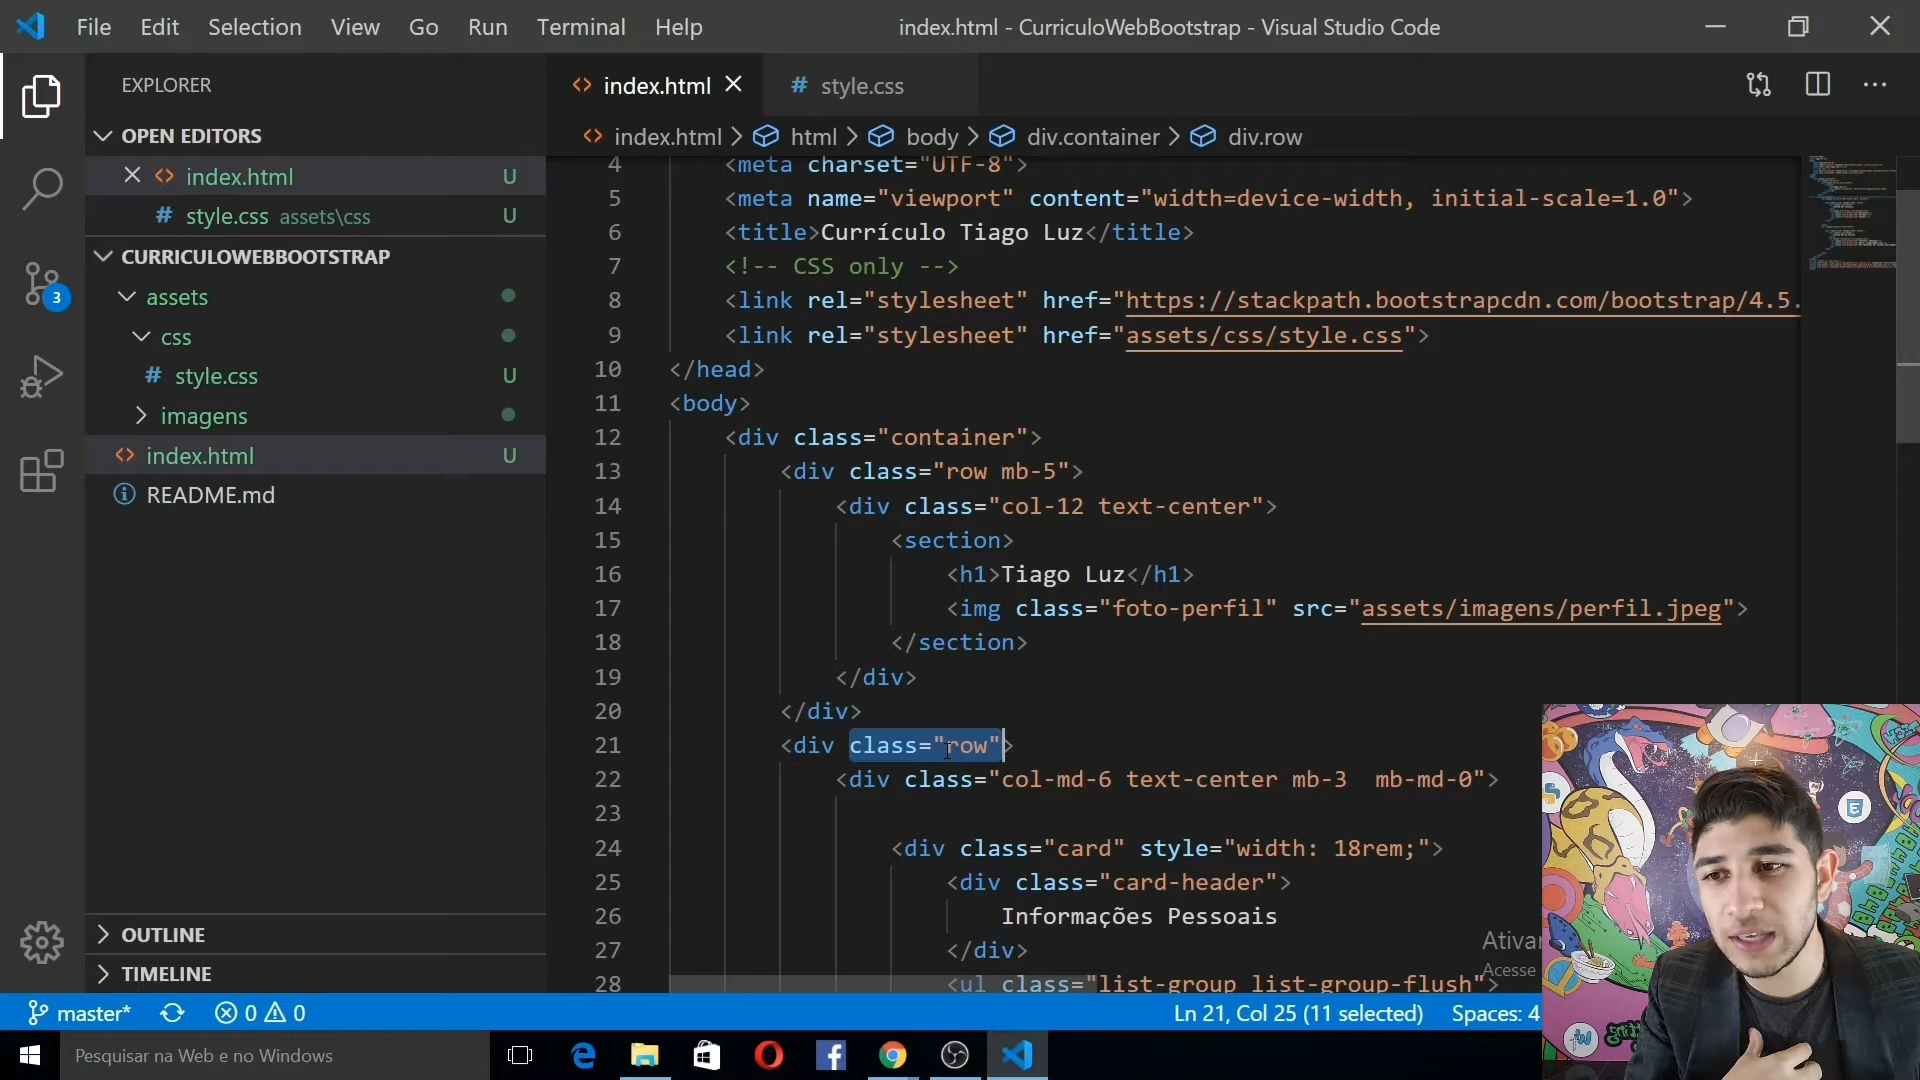 File Edit Selection View Go Run Terminal Help
index.html - CurriculoWebBootstrap - Visual Studio Code
EXPLORER
OPEN EDITORS
index.html U
style.css assets\css U
CURRICULOWEBBOOTSTRAP
assets
css
style.css U
imagens
index.html U
README.md
OUTLINE
TIMELINE
index.html
style.css
index.html > html > body > div.container > div.row
4 <meta charset="UTF-8">
5 <meta name="viewport" content="width=device-width, initial-scale=1.0">
6 <title>Currículo Tiago Luz</title>
7 <!-- CSS only -->
8 <link rel="stylesheet" href="https://stackpath.bootstrapcdn.com/bootstrap/4.5.
9 <link rel="stylesheet" href="assets/css/style.css">
10 </head>
11 <body>
12 <div class="container">
13 <div class="row mb-5">
14 <div class="col-12 text-center">
15 <section>
16 <h1>Tiago Luz</h1>
17 <img class="foto-perfil" src="assets/imagens/perfil.jpeg">
18 </section>
19 </div>
20 </div>
21 <div class="row">
22 <div class="col-md-6 text-center mb-3  mb-md-0">
23
24 <div class="card" style="width: 18rem;">
25 <div class="card-header">
26 Informações Pessoais
27 </div>
28 <ul class="list-group list-group-flush">
3
Ativar
Acesse
master* 0 0
Ln 21, Col 25 (11 selected) Spaces: 4
Pesquisar na Web e no Windows